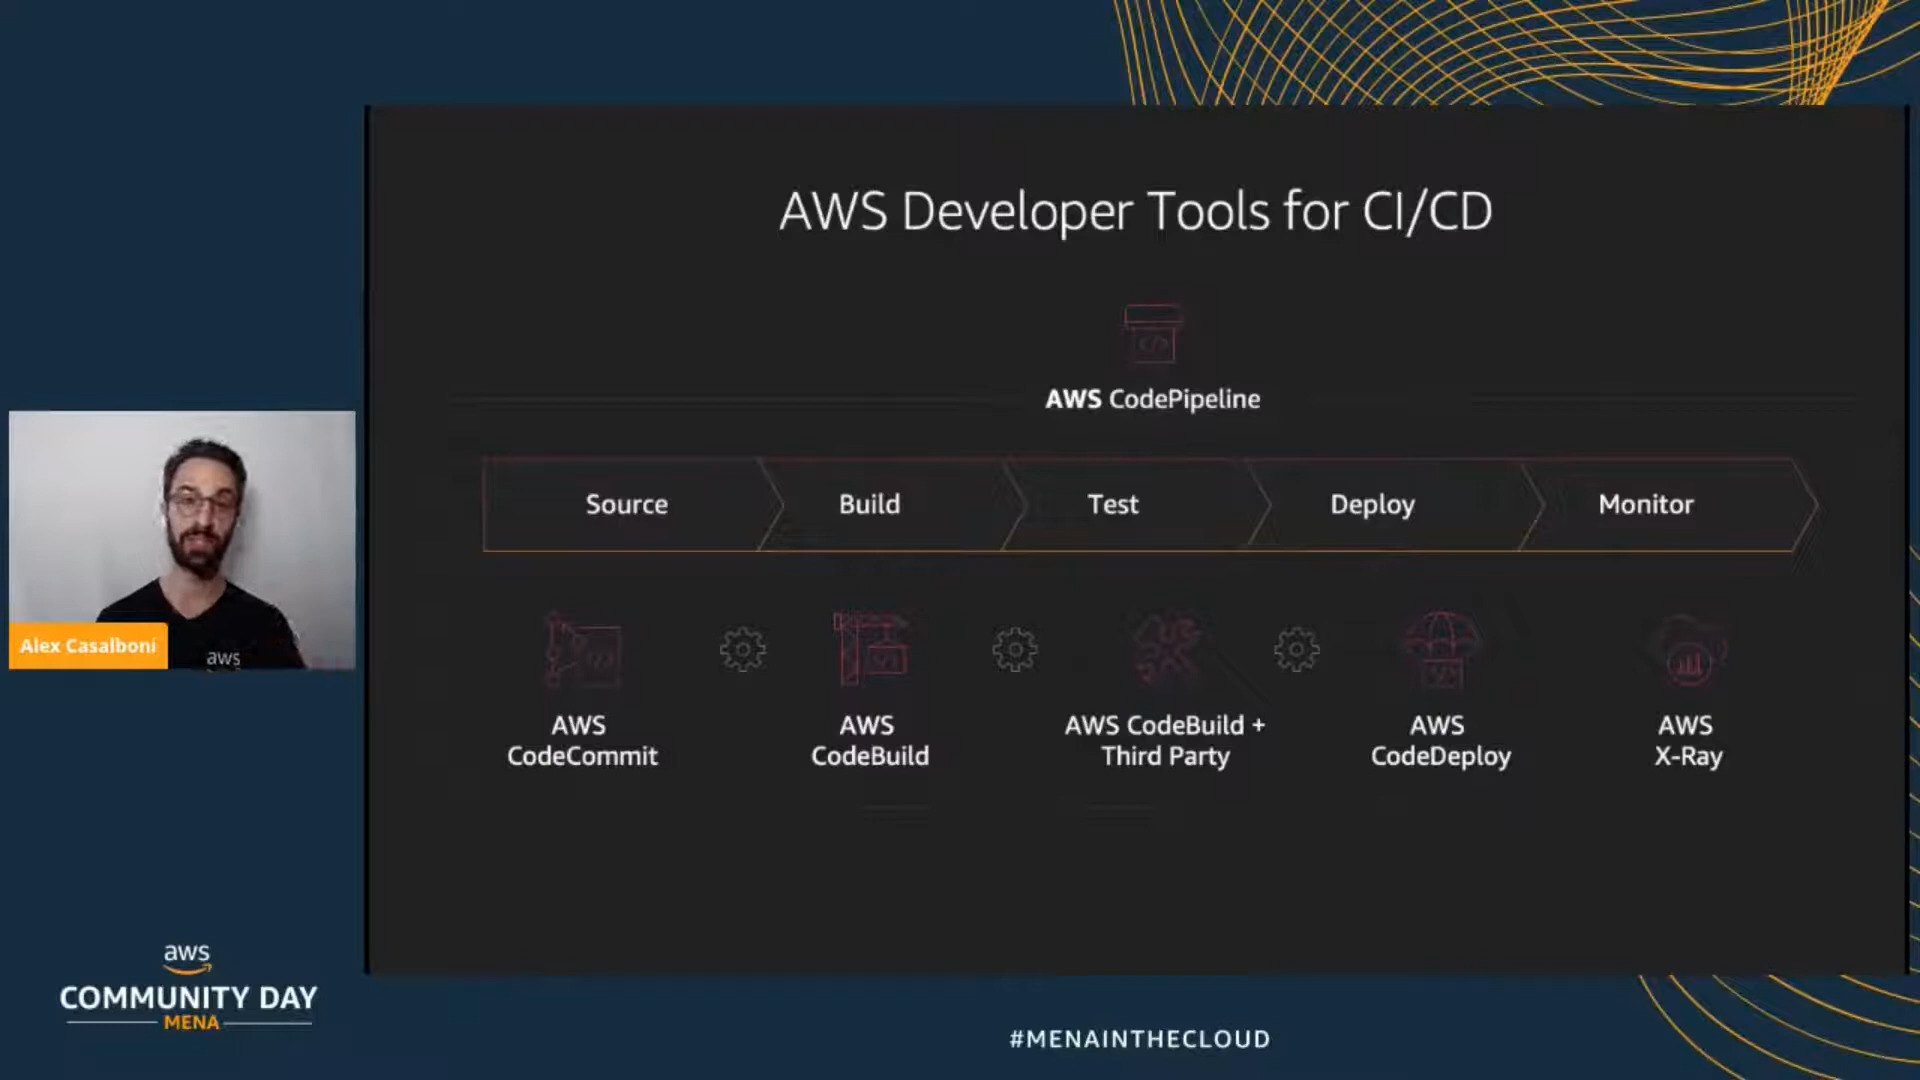 AWS Developer Tools for CI/CD
</>
AWS CodePipeline
Source
Build
Test
Deploy
Monitor
</>
</>
</>
AWS
CodeCommit
AWS
CodeBuild
AWS CodeBuild +
Third Party
AWS
CodeDeploy
AWS
X-Ray
Alex Casalboni
aws
aws
COMMUNITY DAY
MENA
#MENAINTHECLOUD